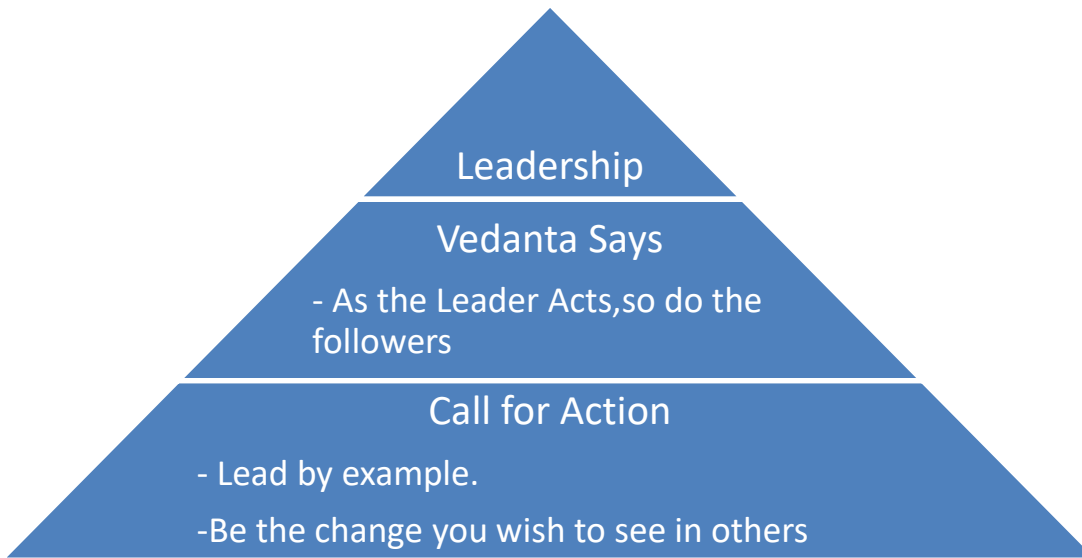 Leadership
Vedanta Says
- As the Leader Acts,so do the
followers
Call for Action
- Lead by example.
-Be the change you wish to see in others